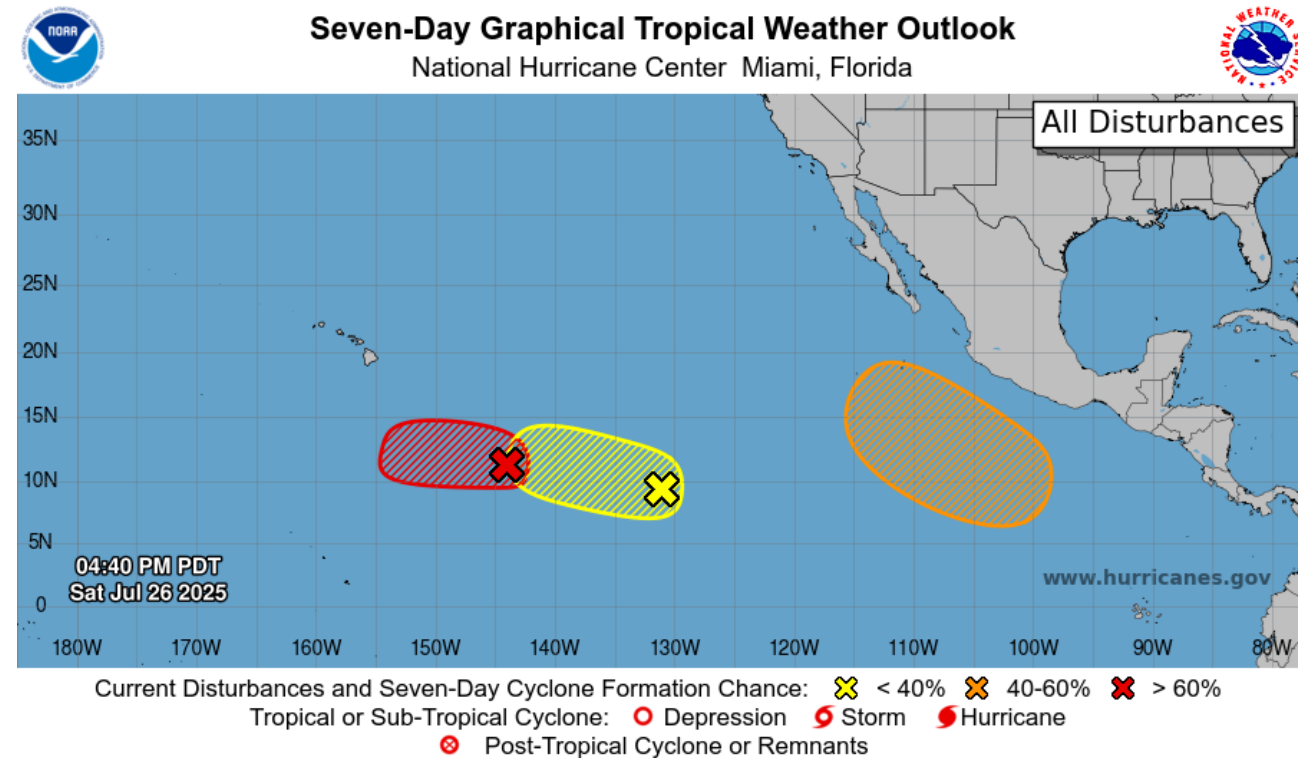 Seven-Day Graphical Tropical Weather Outlook
National Hurricane Center Miami, Florida
NOAA
All Disturbances
35N
30N
25N
20N
15N
10N
5N
0
04:40 PM PDT
Sat Jul 26 2025
www.hurricanes.gov
180W 170W 160W 150W 140W 130W 120W 110W 100W 90W 80W
Current Disturbances and Seven-Day Cyclone Formation Chance: < 40% 40-60% > 60%
Tropical or Sub-Tropical Cyclone: Depression Storm Hurricane
Post-Tropical Cyclone or Remnants